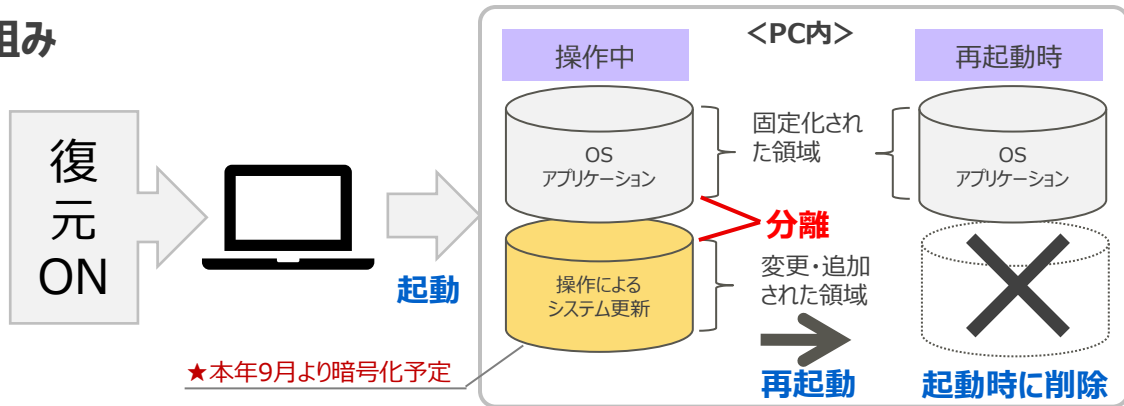 組み
復
元
ON
起動
<PC内>
操作中
再起動時
OS
アプリケーション
固定化され
た領域
OS
アプリケーション
分離
操作による
システム更新
変更・追加
された領域
★本年9月より暗号化予定
再起動
起動時に削除